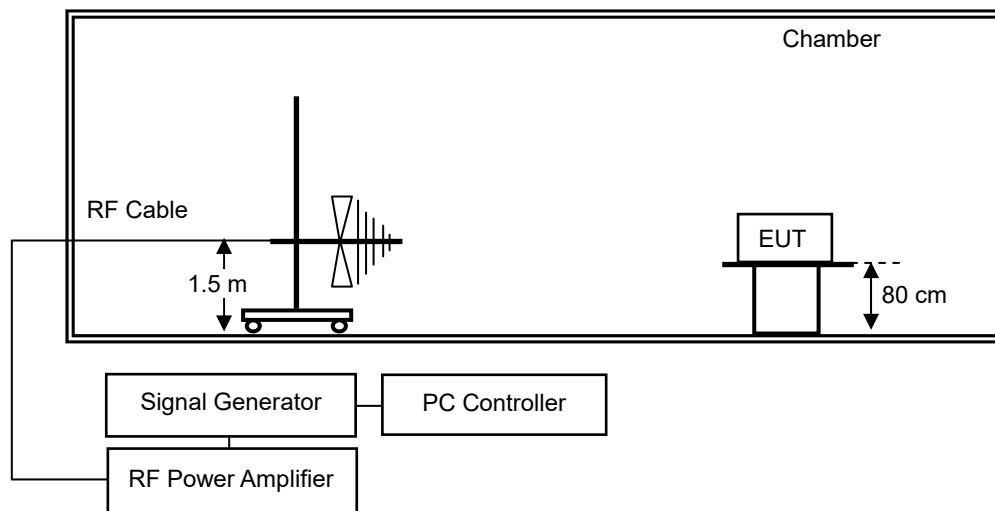 Chamber
RF Cable
EUT
1.5 m
80 cm
Signal Generator
PC Controller
RF Power Amplifier